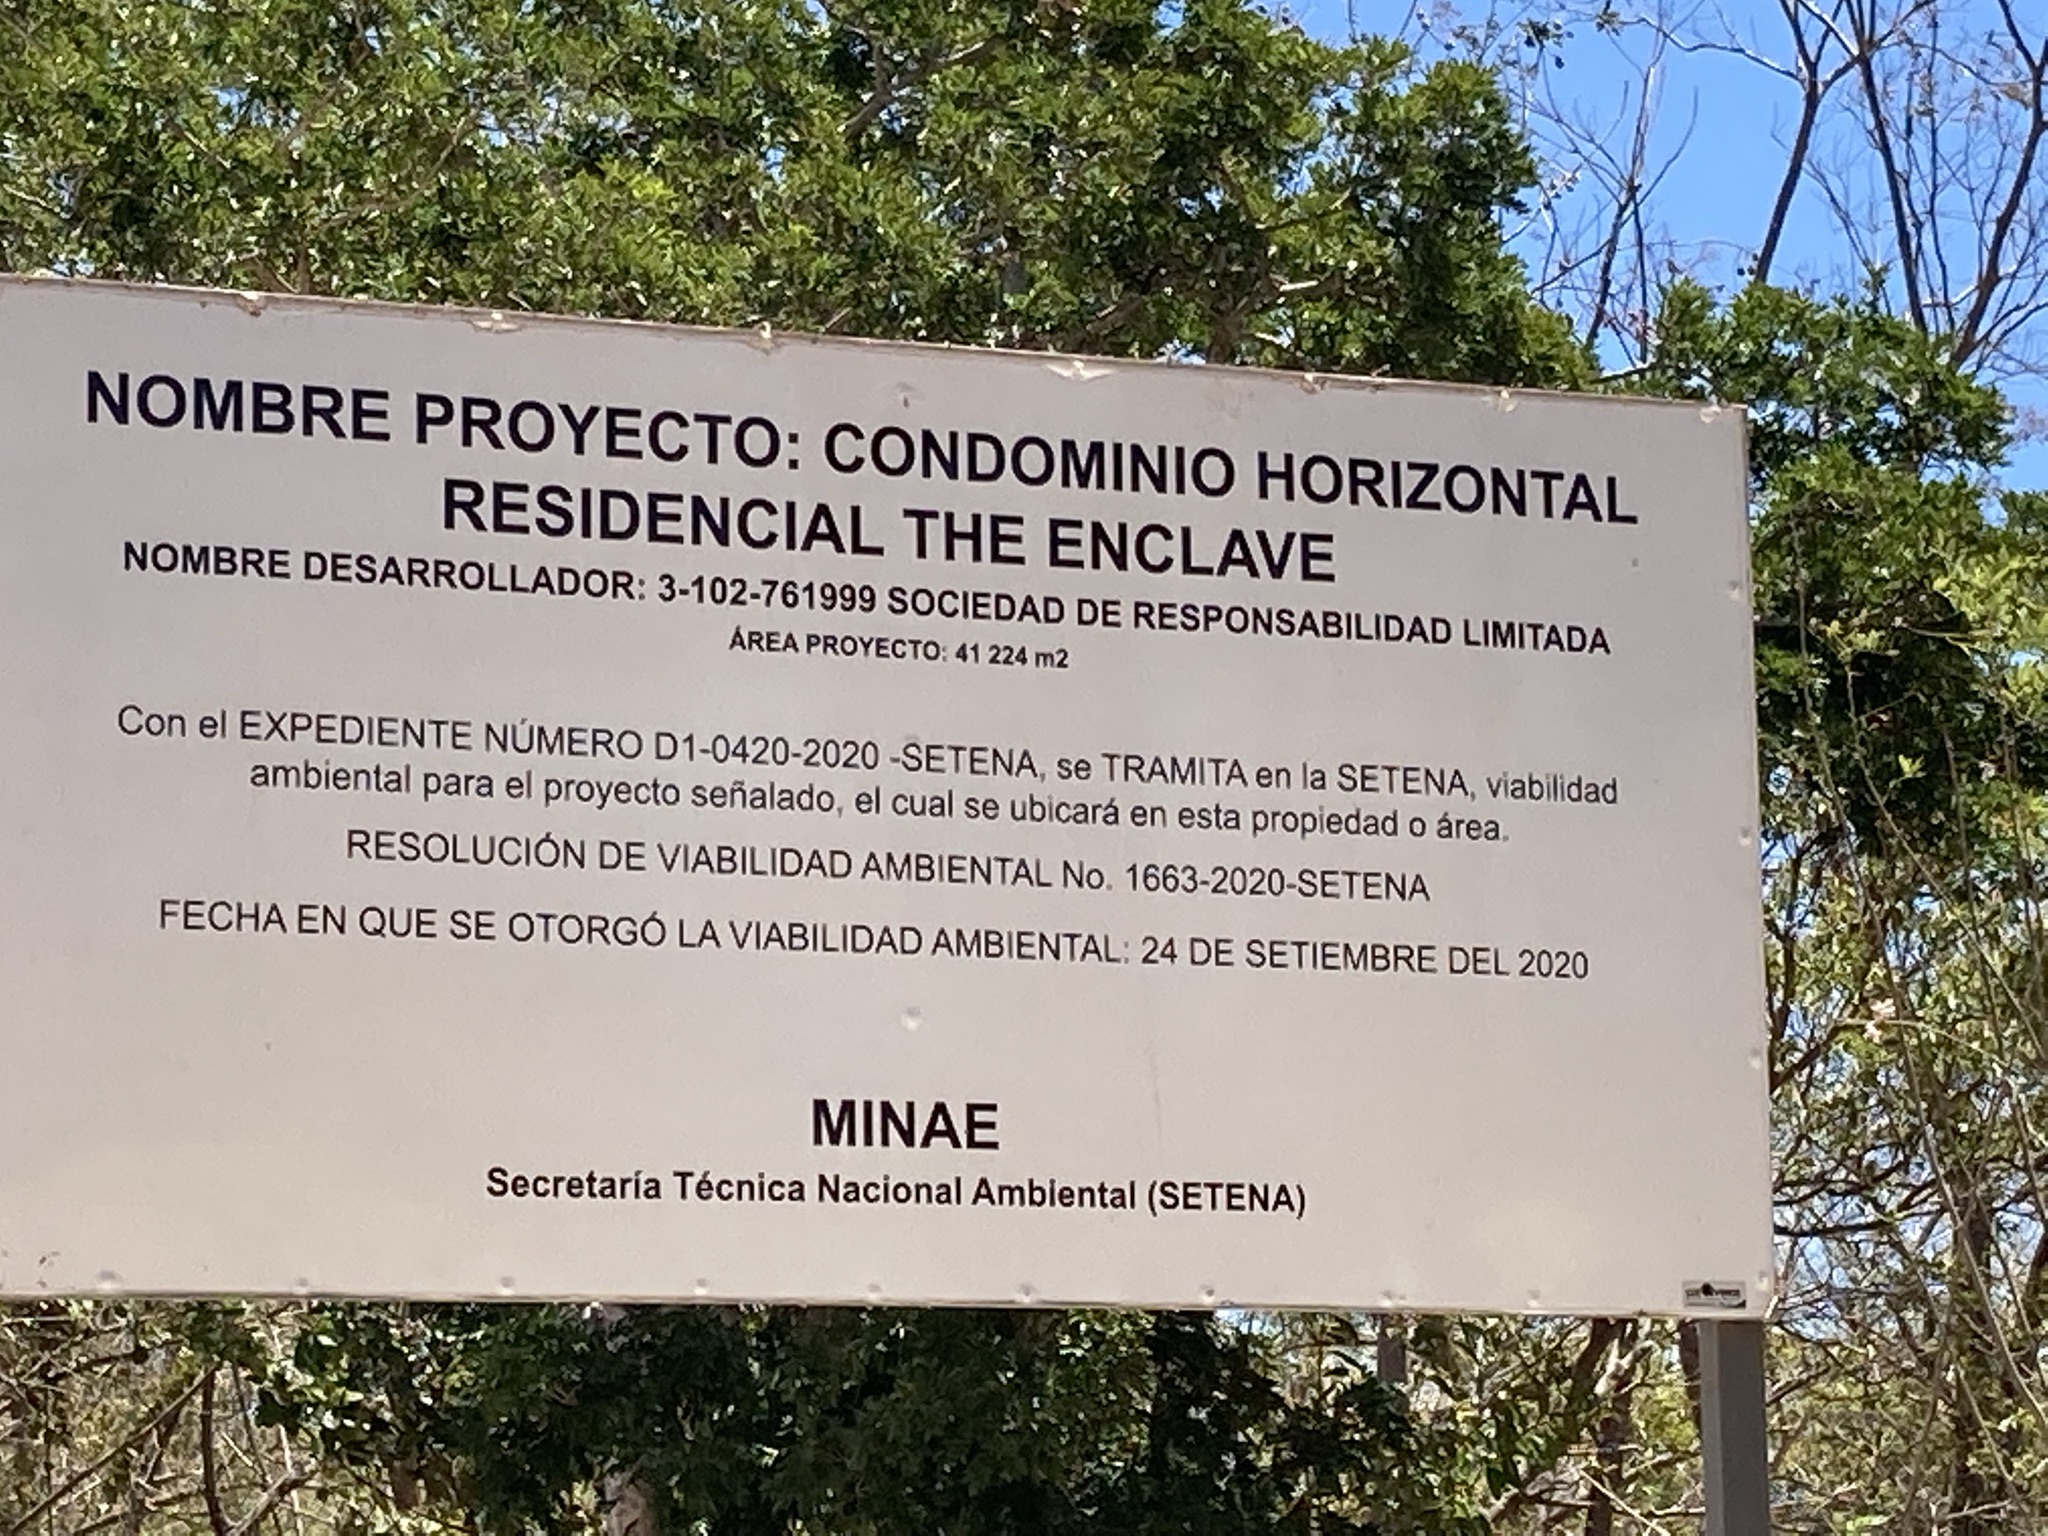 NOMBRE PROYECTO: CONDOMINIO HORIZONTAL
RESIDENCIAL THE ENCLAVE
NOMBRE DESARROLLADOR: 3-102-761999 SOCIEDAD DE RESPONSABILIDAD LIMITADA
ÁREA PROYECTO: 41 224 m2
Con el EXPEDIENTE NÚMERO D1-0420-2020 -SETENA, se TRAMITA en la SETENA, viabilidad
ambiental para el proyecto señalado, el cual se ubicará en esta propiedad o área.
RESOLUCIÓN DE VIABILIDAD AMBIENTAL No. 1663-2020-SETENA
FECHA EN QUE SE OTORGÓ LA VIABILIDAD AMBIENTAL: 24 DE SETIEMBRE DEL 2020
MINAE
Secretaría Técnica Nacional Ambiental (SETENA)